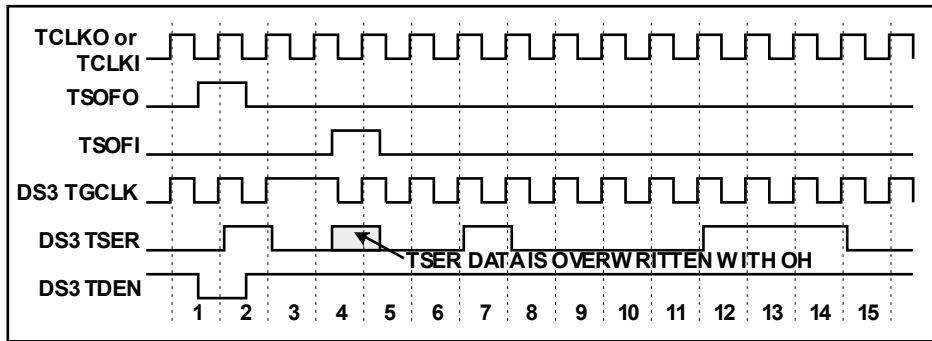 TCLKO or
TCLKI
TSOFO
TSOFI
DS3 TGCLK
DS3 TSER
TSER DATA IS OVERWRITTEN WITH OH
DS3 TDEN
1 2 3 4 5 6 7 8 9 10 11 12 13 14 15